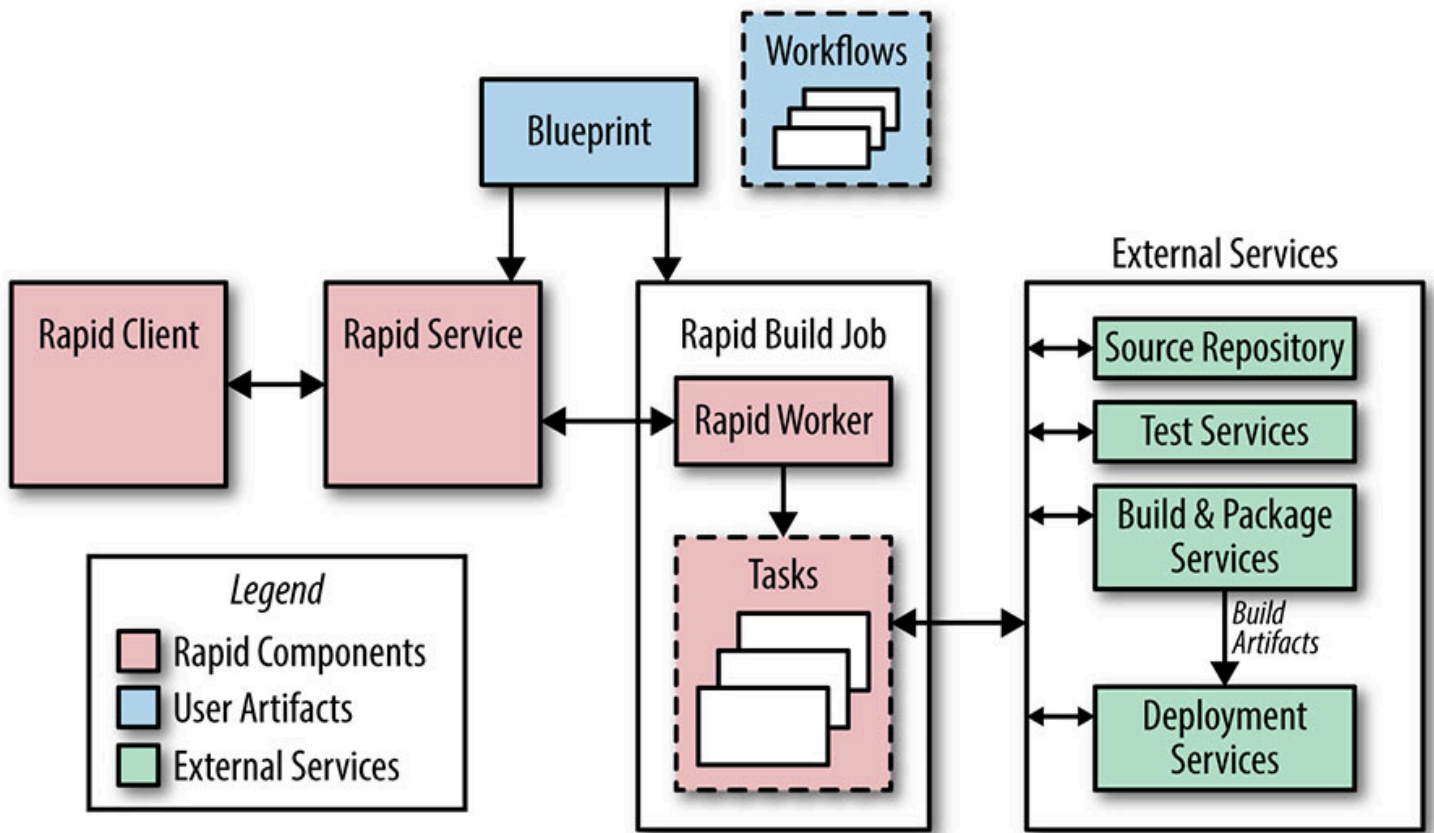 Workflows
Blueprint
External Services
Rapid Client
Rapid Service
Rapid Build Job
Rapid Worker
Tasks
Source Repository
Test Services
Build & Package
Services
Build
Artifacts
Deployment
Services
Legend
Rapid Components
User Artifacts
External Services